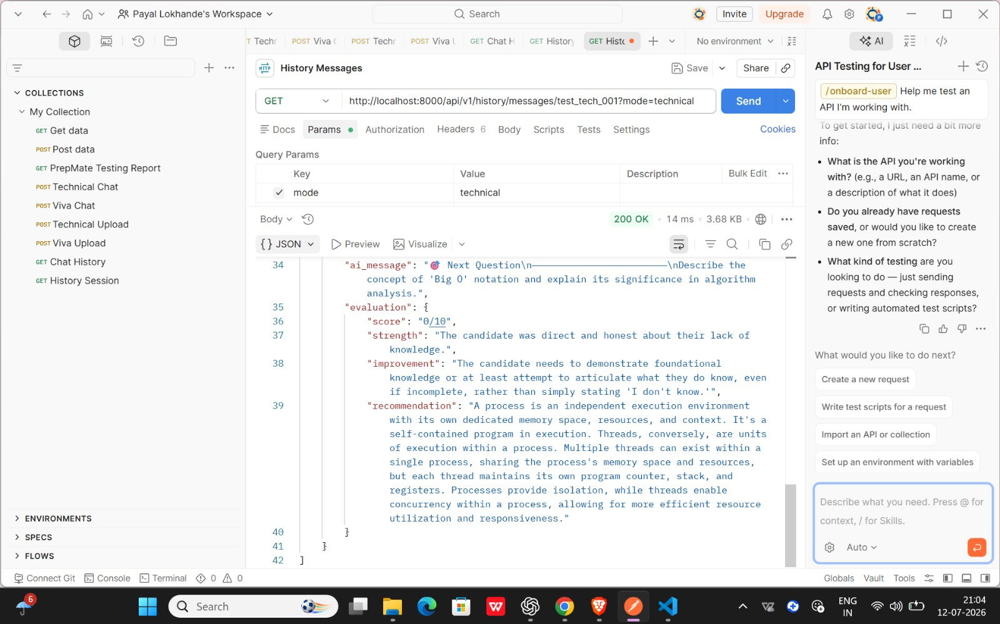 Payal Lokhande's Workspace
Search
Invite
Upgrade
GET Hist
No environment
AI
COLLECTIONS
My Collection
GET Get data
POST Post data
GET PrepMate Testing Report
POST Technical Chat
POST Viva Chat
POST Technical Upload
POST Viva Upload
GET Chat History
GET History Session
ENVIRONMENTS
SPECS
FLOWS
T Techr
POST Viva
POST Techr
POST Viva
GET Chat H
GET History
HTTP History Messages
Save
Share
GET
http://localhost:8000/api/v1/history/messages/test_tech_001?mode=technical
Send
Docs Params Authorization Headers 6 Body Scripts Tests Settings Cookies
Query Params
Key Value Description Bulk Edit
mode technical
Body 200 OK 14 ms 3.68 KB
{} JSON Preview Visualize
34 "ai_message": "🎯 Next Question\n────────────────────────\nDescribe the
concept of 'Big O' notation and explain its significance in algorithm
analysis.",
35 "evaluation": {
36 "score": "0/10",
37 "strength": "The candidate was direct and honest about their lack of
knowledge.",
38 "improvement": "The candidate needs to demonstrate foundational
knowledge or at least attempt to articulate what they do know, even
if incomplete, rather than simply stating 'I don't know.'",
39 "recommendation": "A process is an independent execution environment
with its own dedicated memory space, resources, and context. It's a
self-contained program in execution. Threads, conversely, are units
of execution within a process. Multiple threads can exist within a
single process, sharing the process's memory space and resources,
but each thread maintains its own program counter, stack, and
registers. Processes provide isolation, while threads enable
concurrency within a process, allowing for more efficient resource
utilization and responsiveness."
40 }
41 }
42 ]
API Testing for User ...
/onboard-user Help me test an
API I'm working with.
To get started, I just need a bit more
info:
• What is the API you're working
with? (e.g., a URL, an API name, or
a description of what it does)
• Do you already have requests
saved, or would you like to create
a new one from scratch?
• What kind of testing are you
looking to do — just sending
requests and checking responses,
or writing automated test scripts?
What would you like to do next?
Create a new request
Write test scripts for a request
Import an API or collection
Set up an environment with variables
Describe what you need. Press @ for
context, / for Skills.
Auto
Connect Git Console Terminal 0 0
Globals Vault Tools
6
Search
ENG
IN
21:04
12-07-2026